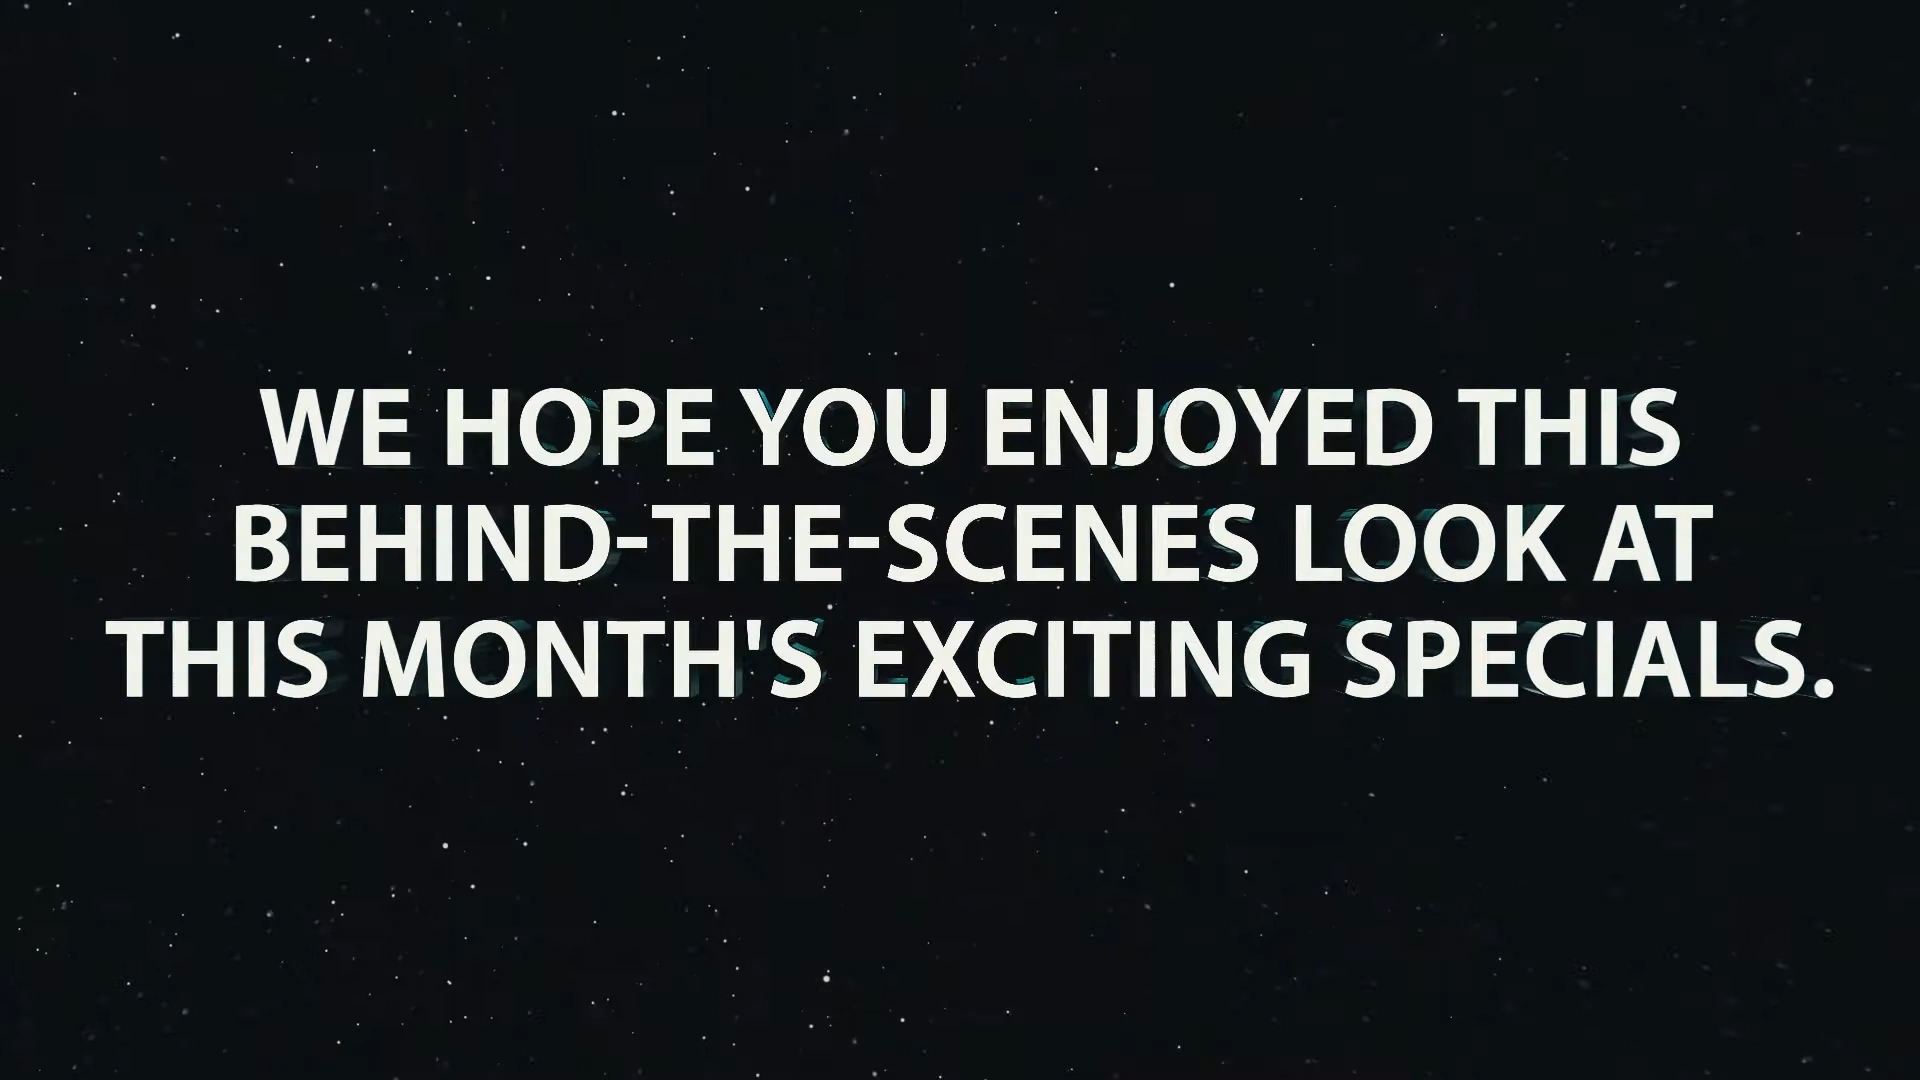 WE HOPE YOU ENJOYED THIS
BEHIND-THE-SCENES LOOK AT
THIS MONTH'S EXCITING SPECIALS.